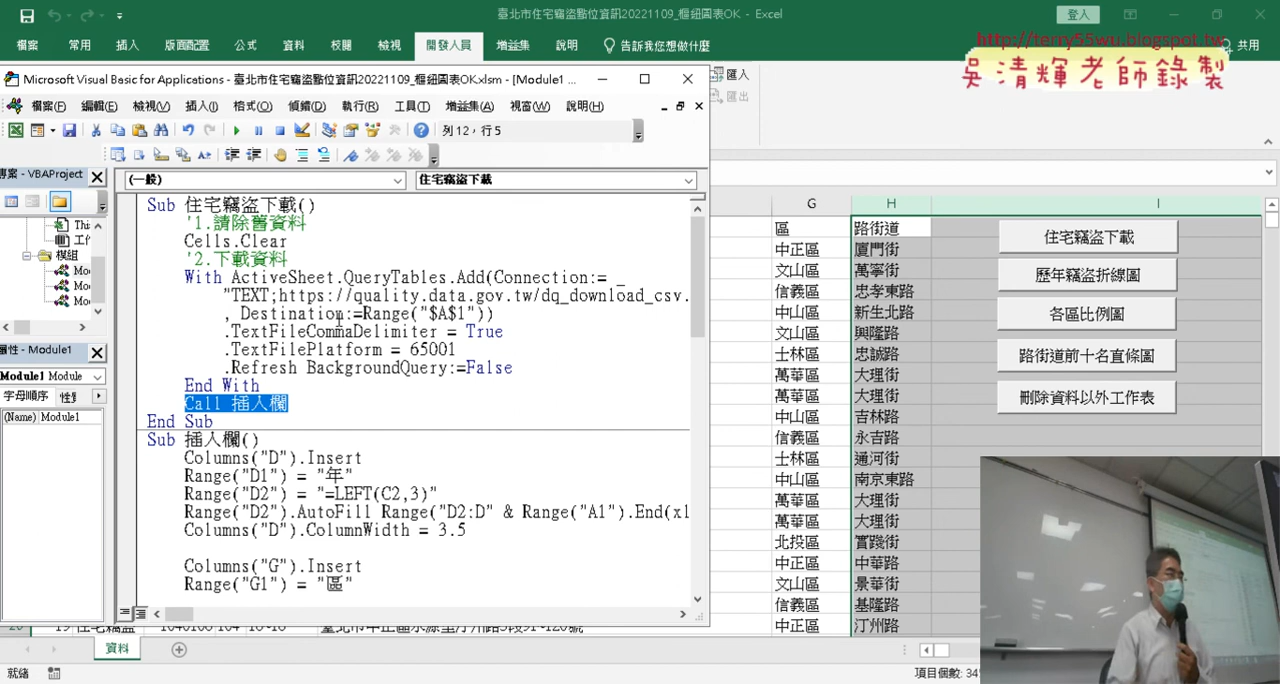 臺北市住宅竊盜點位資訊20221109_樞紐圖表OK - Excel
登入
檔案 常用 插入 版面配置 公式 資料 校閱 檢視 開發人員 增益集 說明 告訴我您想做什麼 共用
http://terry55wu.blogspot.tw
吳清輝老師錄製
Microsoft Visual Basic for Applications - 臺北市住宅竊盜點位資訊20221109_樞紐圖表OK.xlsm - [Module1 ...
匯入
匯出
檔案(F) 編輯(E) 檢視(V) 插入(I) 格式(O) 偵錯(D) 執行(R) 工具(T) 增益集(A) 視窗(W) 說明(H)
列 12，行 5
專案 - VBAProject
(一般)
住宅竊盜下載
模組
屬性 - Module1
Module1 Module
字母順序
(Name) Module1
Sub 住宅竊盜下載()
'1.請除舊資料
Cells.Clear
'2.下載資料
With ActiveSheet.QueryTables.Add(Connection:= _
"TEXT;https://quality.data.gov.tw/dq_download_csv.
, Destination:=Range("$A$1"))
.TextFileCommaDelimiter = True
.TextFilePlatform = 65001
.Refresh BackgroundQuery:=False
End With
Call 插入欄
End Sub
Sub 插入欄()
Columns("D").Insert
Range("D1") = "年"
Range("D2") = "=LEFT(C2,3)"
Range("D2").AutoFill Range("D2:D" & Range("A1").End(xl
Columns("D").ColumnWidth = 3.5
Columns("G").Insert
Range("G1") = "區"
G H I
區 路街道
中正區 廈門街
文山區 萬寧街
信義區 忠孝東路
中山區 新生北路
文山區 興隆路
士林區 忠誠路
萬華區 大理街
萬華區 大理街
中山區 吉林路
信義區 永吉路
士林區 通河街
中山區 南京東路
萬華區 大理街
萬華區 大理街
北投區 實踐街
中正區 中華路
文山區 景華街
信義區 基隆路
中正區 汀州路
住宅竊盜下載
歷年竊盜折線圖
各區比例圖
路街道前十名直條圖
刪除資料以外工作表
資料
就緒
項目個數: 34